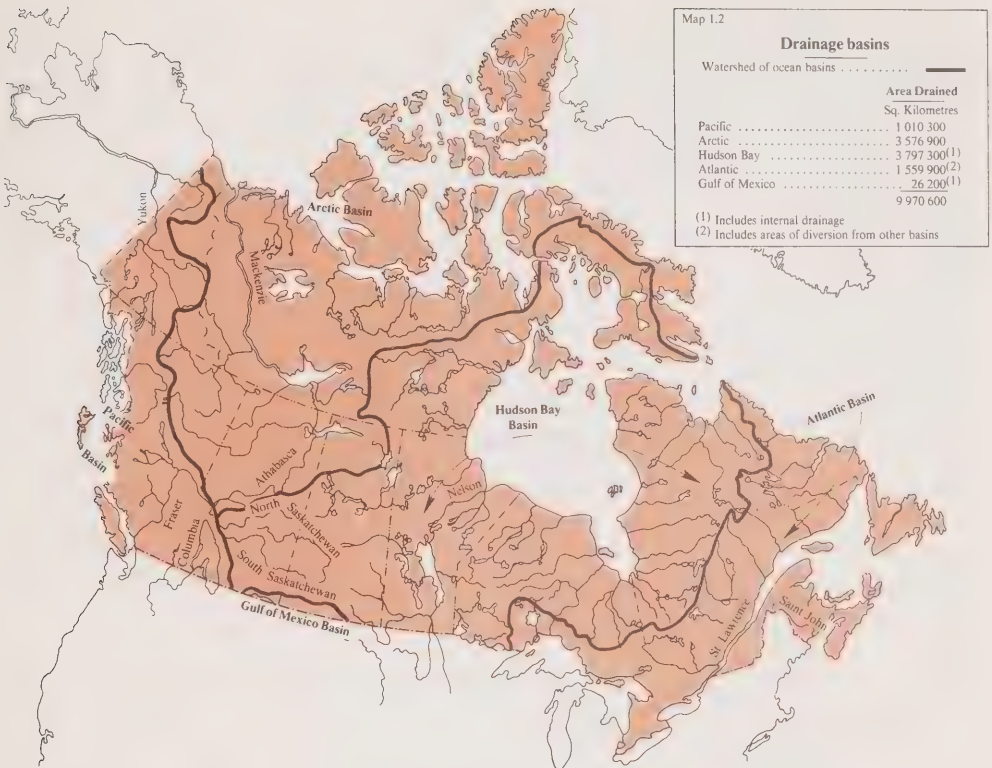 Map 1.2
Drainage basins
Watershed of ocean basins ..........
Area Drained
Sq. Kilometres
Pacific ........................ 1 010 300
Arctic ........................ 3 576 900
Hudson Bay .................. 3 797 300(1)
Atlantic ...................... 1 559 900(2)
Gulf of Mexico ............... 26 200(1)
9 970 600
(1) Includes internal drainage
(2) Includes areas of diversion from other basins
Yukon
Mackenzie
Arctic Basin
Hudson Bay
Basin
Atlantic Basin
Pacific
Basin
Athabasca
Nelson
North Saskatchewan
Fraser
Columbia
South Saskatchewan
Gulf of Mexico Basin
St Lawrence
Saint John